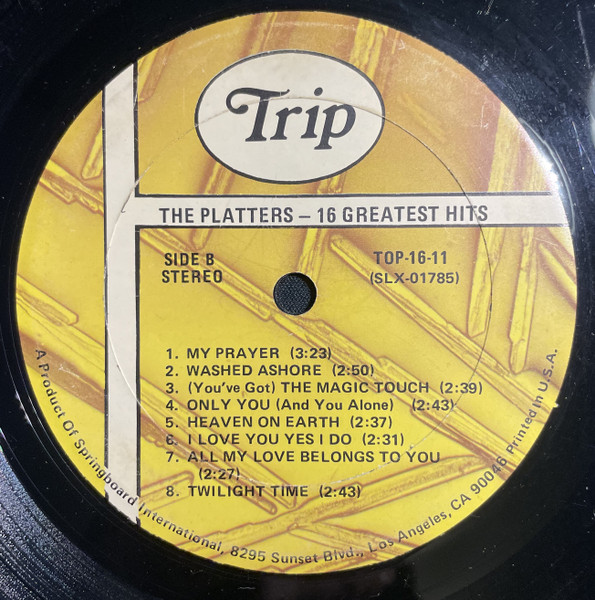 Trip
THE PLATTERS – 16 GREATEST HITS
SIDE B
STEREO
TOP-16-11
(SLX-01785)
1. MY PRAYER (3:23)
2. WASHED ASHORE (2:50)
3. (You've Got) THE MAGIC TOUCH (2:39)
4. ONLY YOU (And You Alone) (2:43)
5. HEAVEN ON EARTH (2:37)
6. I LOVE YOU YES I DO (2:31)
7. ALL MY LOVE BELONGS TO YOU
(2:27)
8. TWILIGHT TIME (2:43)
A Product Of Springboard International, 8295 Sunset Blvd., Los Angeles, CA 90046 Printed in U.S.A.